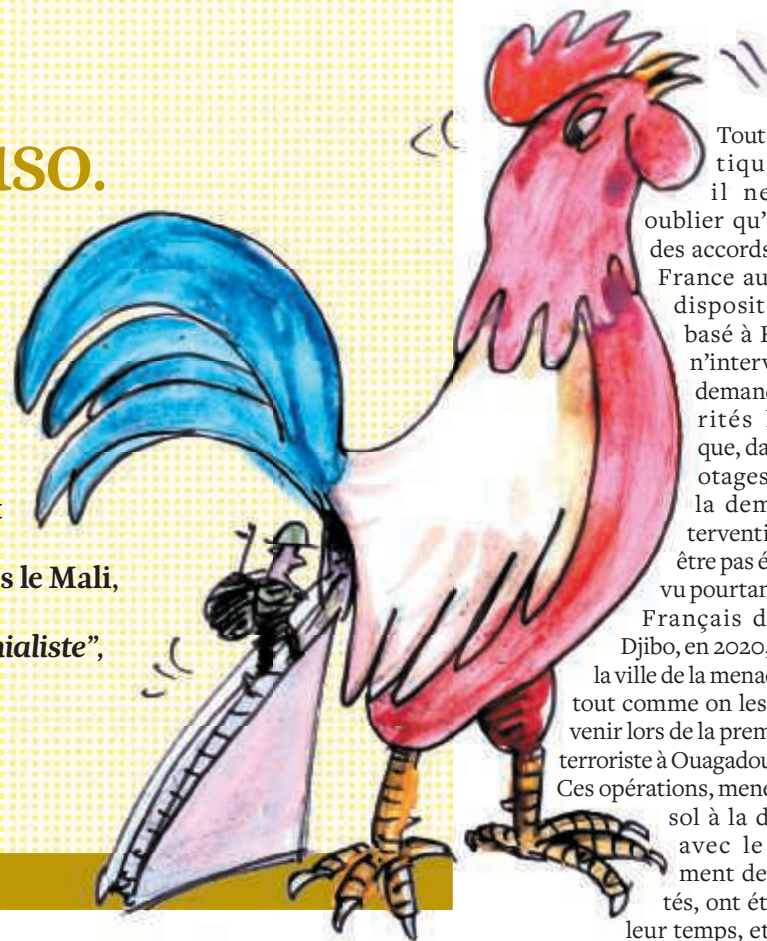 aso.
t
s le Mali,
nialiste”,
Tout
tiqu
il ne
oublier qu’
des accords
France au
disposit
basé à K
n’interv
demand
rités
que, da
otages
la dem
terventi
être pas é
vu pourtan
Français d
Djibo, en 2020,
la ville de la menac
tout comme on les
venir lors de la prem
terroriste à Ouagadou
Ces opérations, mene
sol à la d
avec le
ment de
tés, ont ét
leur temps, et